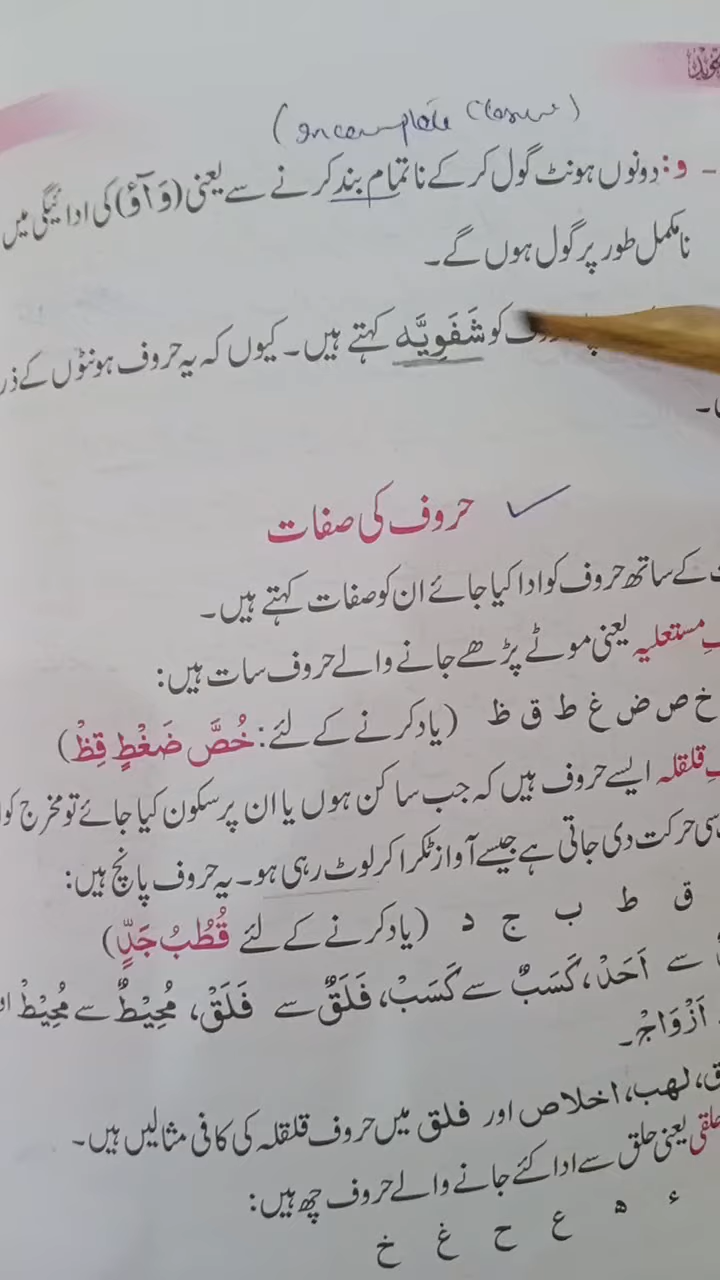 (Incomplete Closure)
- و: دونوں ہونٹ گول کر کے ناتمام بند کرنے سے یعنی (وَ آ وُ) کی ادائیگی میں
نامکمل طور پر گول ہوں گے۔
کو شَفَوِیَّہ کہتے ہیں۔ کیوں کہ یہ حروف ہونٹوں کے
حروف کی صفات
کے ساتھ حروف کو ادا کیا جائے ان کو صفات کہتے ہیں۔
مستعلیہ یعنی موٹے پڑھے جانے والے حروف سات ہیں:
خ ص ض غ ط ق ظ (یاد کرنے کے لئے: خُصَّ ضَغْطٍ قِظْ)
قلقلہ ایسے حروف ہیں کہ جب ساکن ہوں یا ان پر سکون کیا جائے تو مخرج کو
سی حرکت دی جاتی ہے جیسے آواز ٹکرا کر لوٹ رہی ہو۔ یہ حروف پانچ ہیں:
ق ط ب ج د (یاد کرنے کے لئے قُطْبُ جَدٍّ)
سے اَحَدْ، کَسَبٌ سے کَسَبْ، فَلَقٌ سے فَلَقْ، مُحِیْطٌ سے مُحِیْطْ
اَزْوَاجْ۔
لہب، اخلاص اور فلق میں حروف قلقلہ کی کافی مثالیں ہیں۔
حلقی یعنی حلق سے ادا کئے جانے والے حروف چھ ہیں:
ء ھ ع ح غ خ